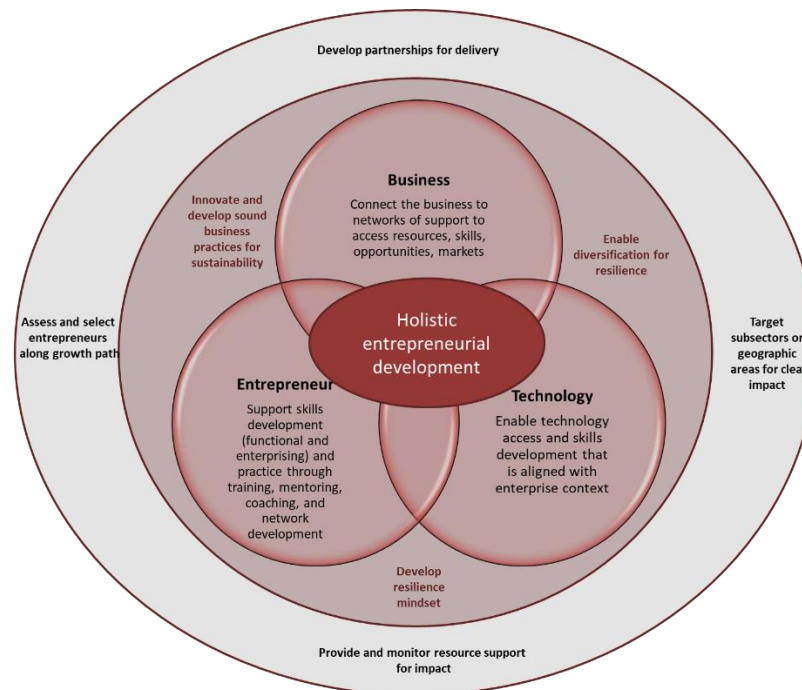 Develop partnerships for delivery
Business
Connect the business to
networks of support to
access resources, skills,
opportunities, markets
Innovate and
develop sound
business
practices for
sustainability
Enable
diversification for
resilience
Assess and select
entrepreneurs
along growth path
Holistic
entrepreneurial
development
Target
subsectors or
geographic
areas for clear
impact
Entrepreneur
Support skills
development
(functional and
enterprising) and
practice through
training, mentoring,
coaching, and
network
development
Technology
Enable technology
access and skills
development that
is aligned with
enterprise context
Develop
resilience
mindset
Provide and monitor resource support
for impact